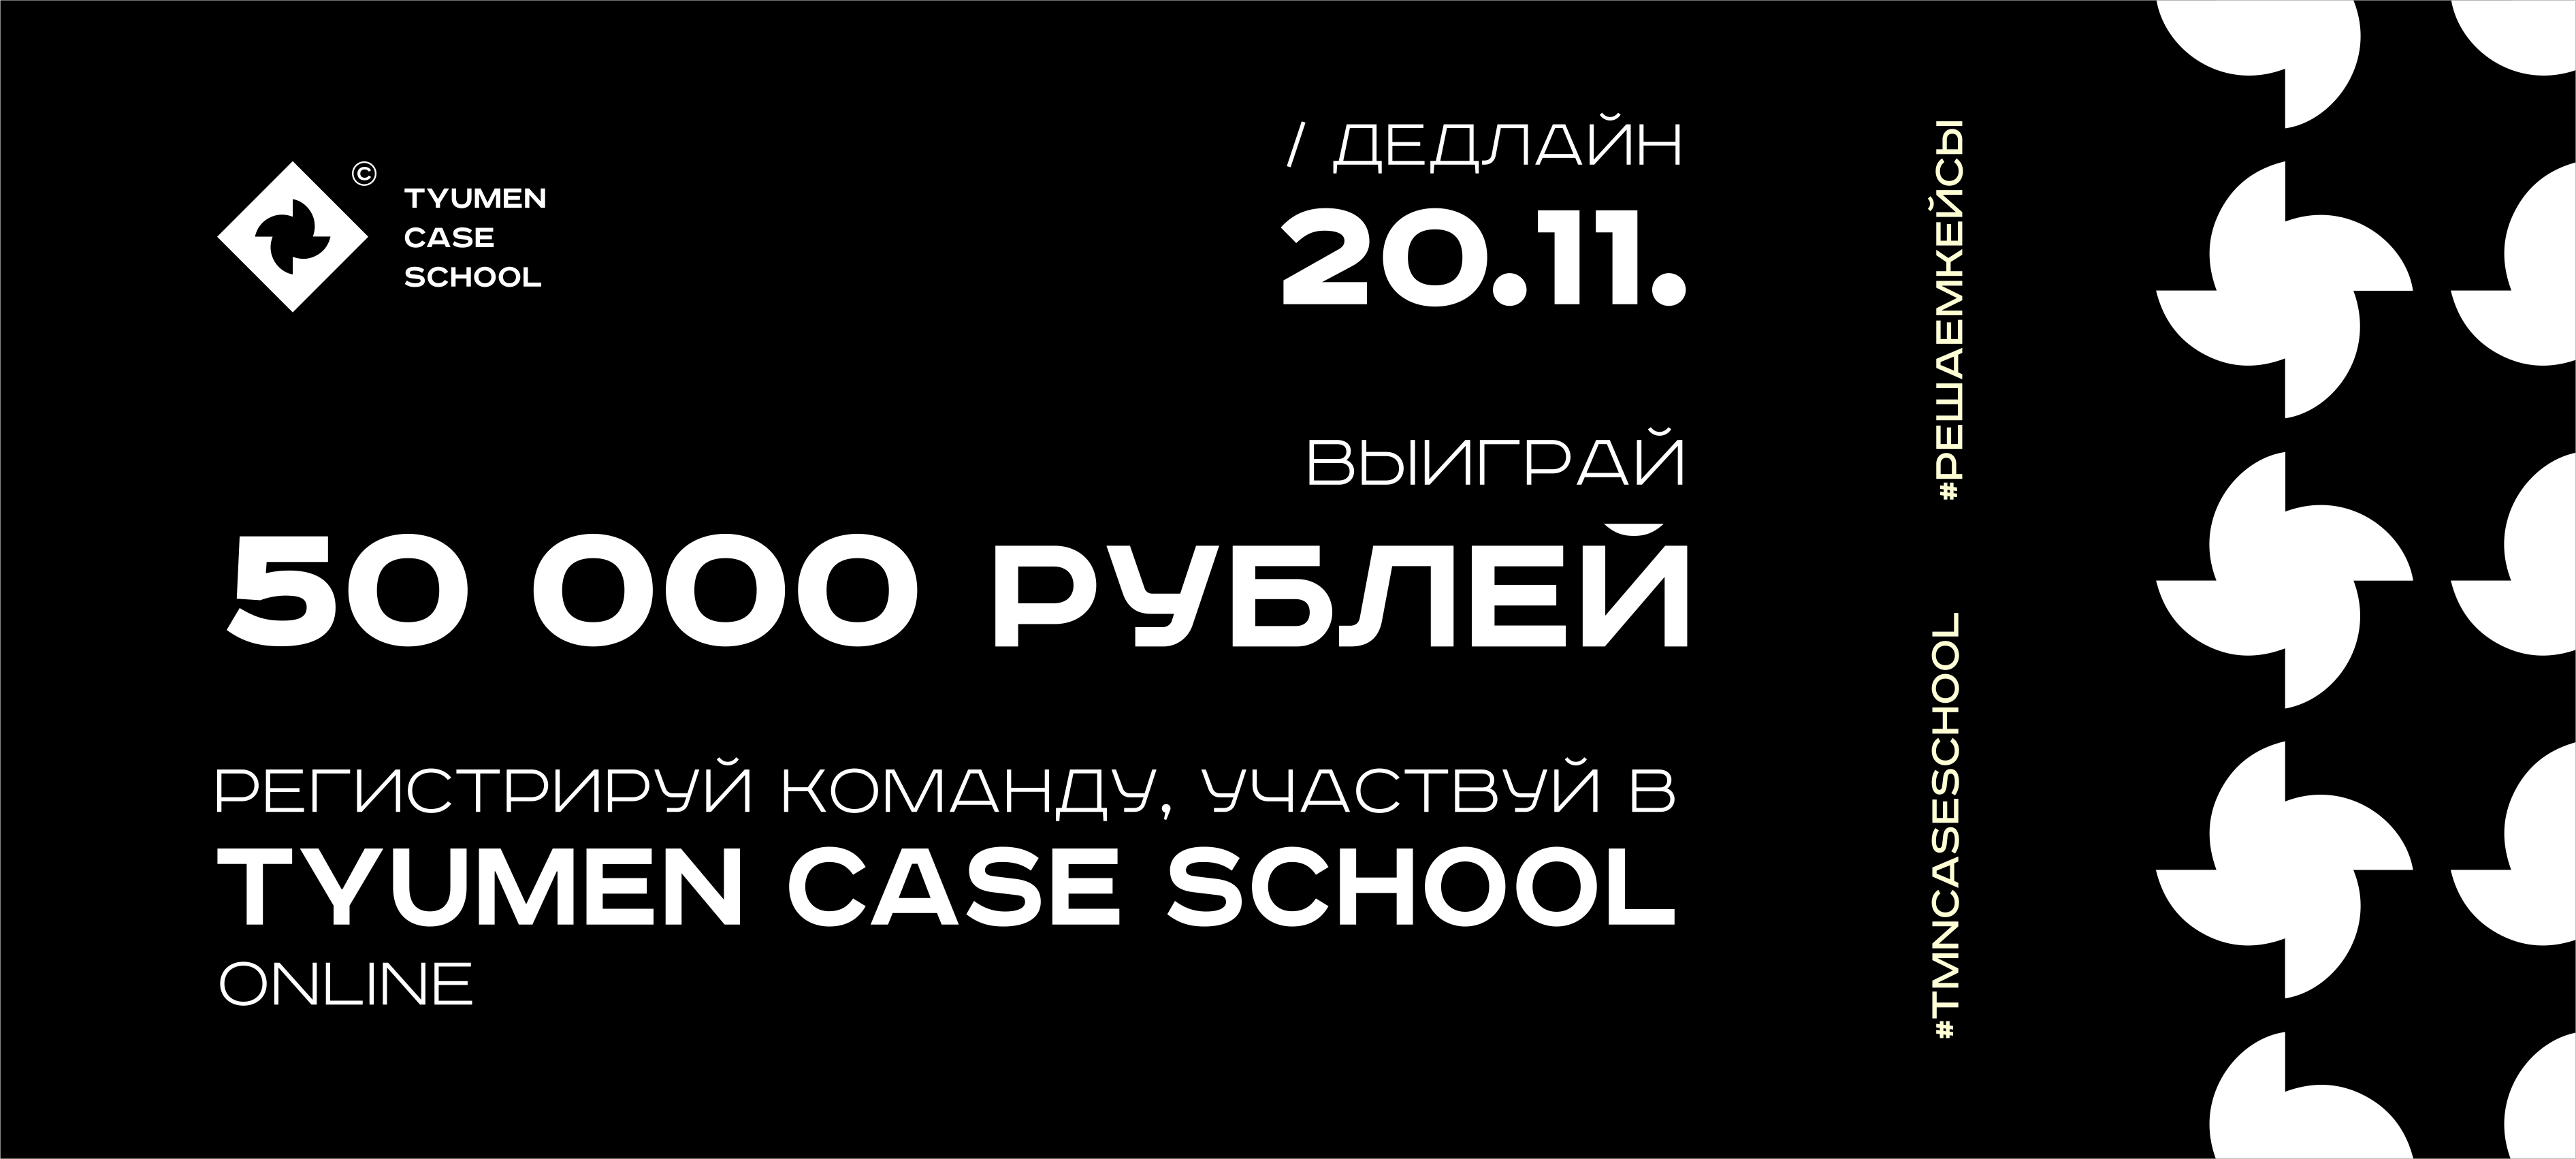 ©
TYUMEN
CASE
SCHOOL
/ ДЕДЛАЙН
20.11.
ВЫИГРАЙ
50 000 РУБЛЕЙ
РЕГИСТРИРУЙ КОМАНДУ, УЧАСТВУЙ В
TYUMEN CASE SCHOOL
ONLINE
#РЕШАЕМКЕЙСЫ
#TMNCASESCHOOL